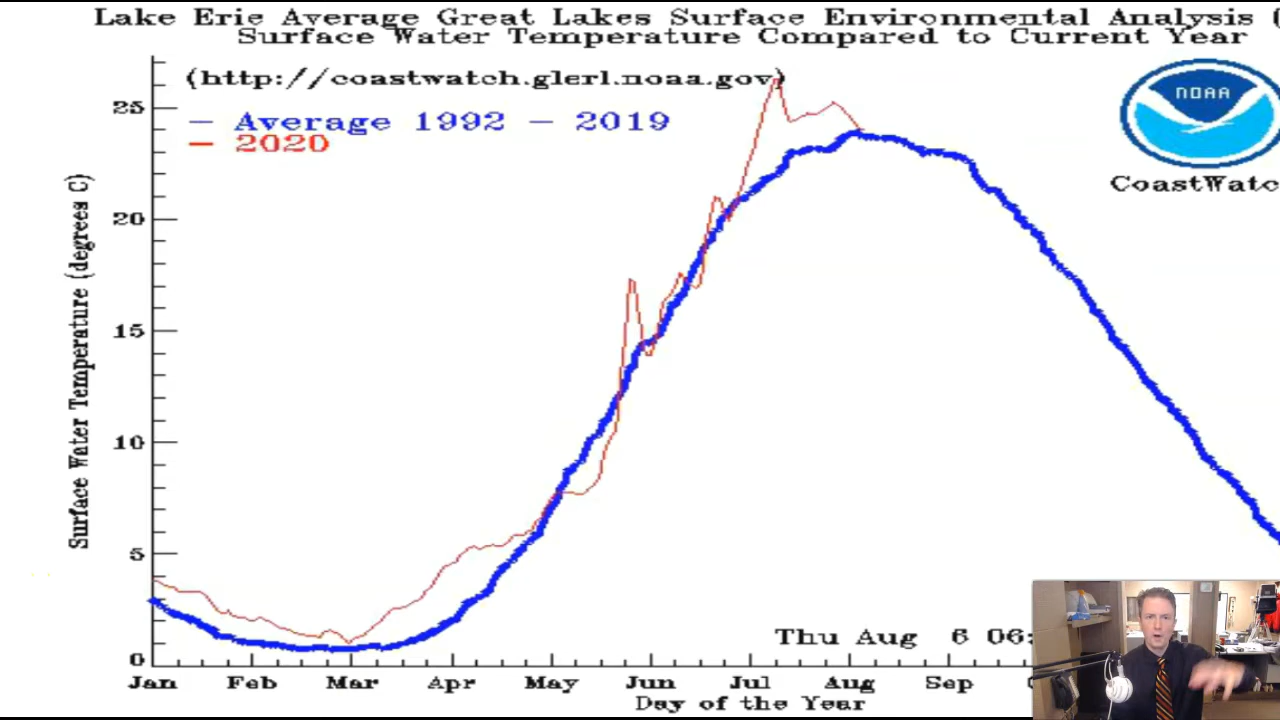 Lake Erie Average Great Lakes Surface Environmental Analysis (
Surface Water Temperature Compared to Current Year
(http://coastwatch.glerl.noaa.gov)
— Average 1992 – 2019
— 2020
NOAA
CoastWatc
Surface Water Temperature (degrees C)
25
20
15
10
5
0
Thu Aug 6 06:
Jan Feb Mar Apr May Jun Jul Aug Sep
Day of the Year